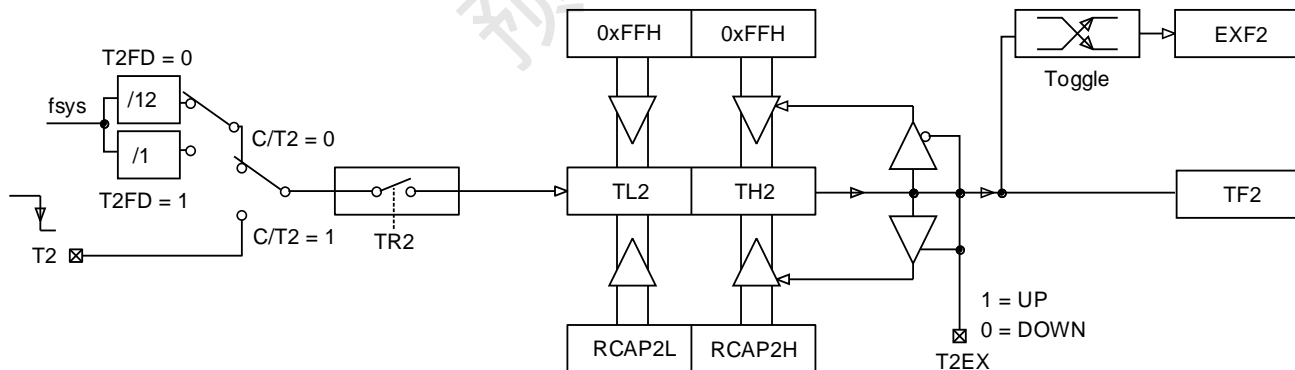 预
0xFFH 0xFFH
EXF2
T2FD = 0
Toggle
/12
fsys
C/T2 = 0
/1
T2FD = 1
TL2 TH2
TF2
C/T2 = 1
T2
TR2
1 = UP
0 = DOWN
RCAP2L RCAP2H
T2EX